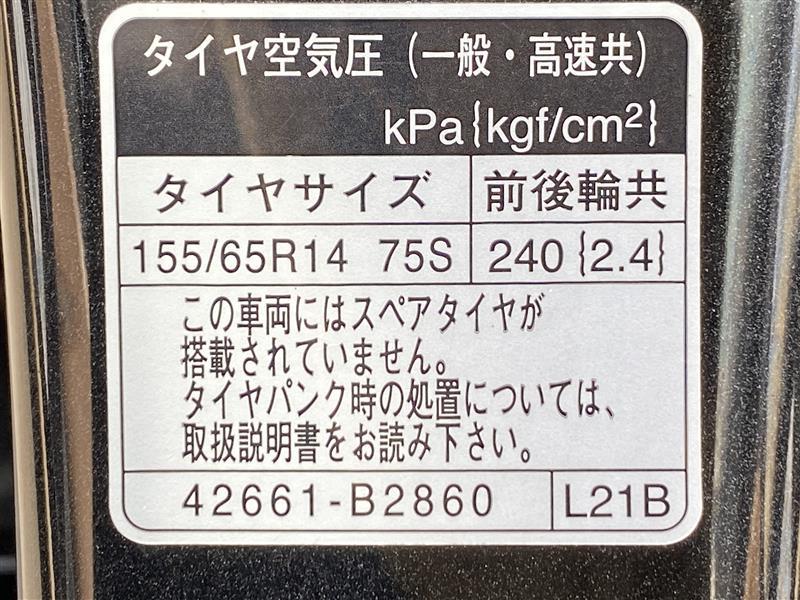 タイヤ空気圧（一般・高速共）
kPa{kgf/cm²}
タイヤサイズ 前後輪共
155/65R14 75S 240{2.4}
この車両にはスペアタイヤが
搭載されていません。
タイヤパンク時の処置については、
取扱説明書をお読み下さい。
42661-B2860 L21B